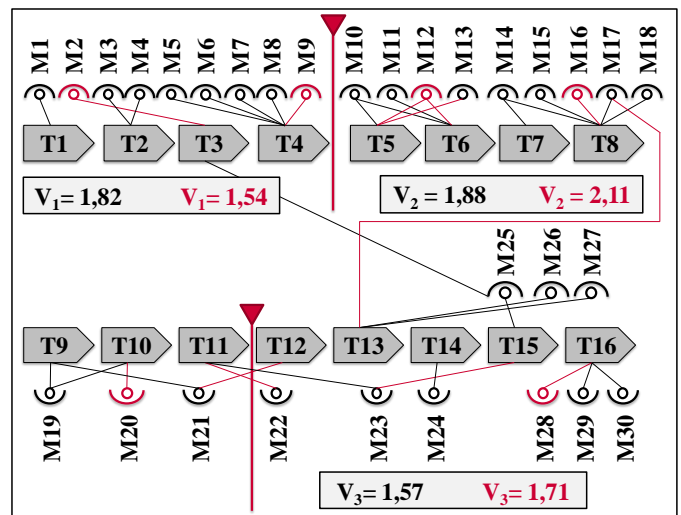 M1 M2 M3 M4 M5 M6 M7 M8 M9 M10 M11 M12 M13 M14 M15 M16 M17 M18
T1 T2 T3 T4 T5 T6 T7 T8
V1= 1,82 V1= 1,54 V2= 1,88 V2= 2,11
M25 M26 M27
T9 T10 T11 T12 T13 T14 T15 T16
M19 M20 M21 M22 M23 M24 M28 M29 M30
V3= 1,57 V3= 1,71